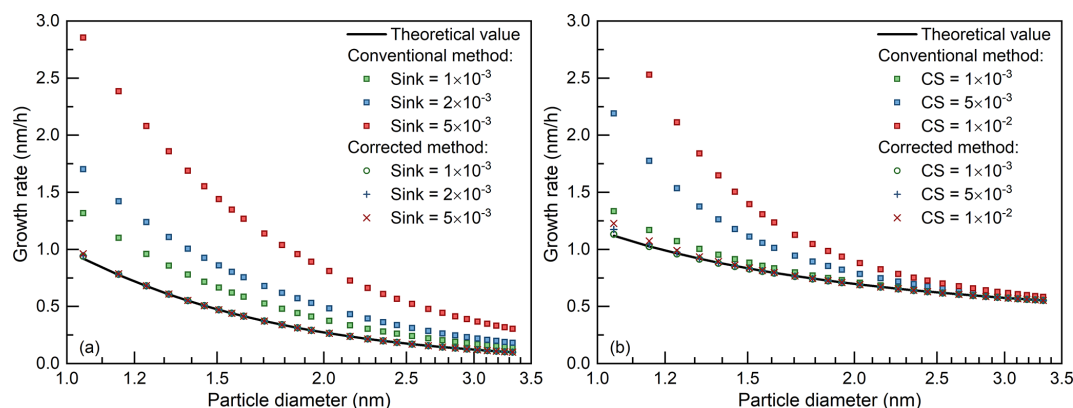 3.0
2.5
2.0
1.5
1.0
0.5
0.0
Growth rate (nm/h)
Theoretical value
Conventional method:
Sink = 1×10⁻³
Sink = 2×10⁻³
Sink = 5×10⁻³
Corrected method:
Sink = 1×10⁻³
Sink = 2×10⁻³
Sink = 5×10⁻³
(a)
1.0 1.2 1.5 2.0 2.5 3.0 3.5
Particle diameter (nm)
3.0
2.5
2.0
1.5
1.0
0.5
0.0
Growth rate (nm/h)
Theoretical value
Conventional method:
CS = 1×10⁻³
CS = 5×10⁻³
CS = 1×10⁻²
Corrected method:
CS = 1×10⁻³
CS = 5×10⁻³
CS = 1×10⁻²
(b)
1.0 1.2 1.5 2.0 2.5 3.0 3.5
Particle diameter (nm)